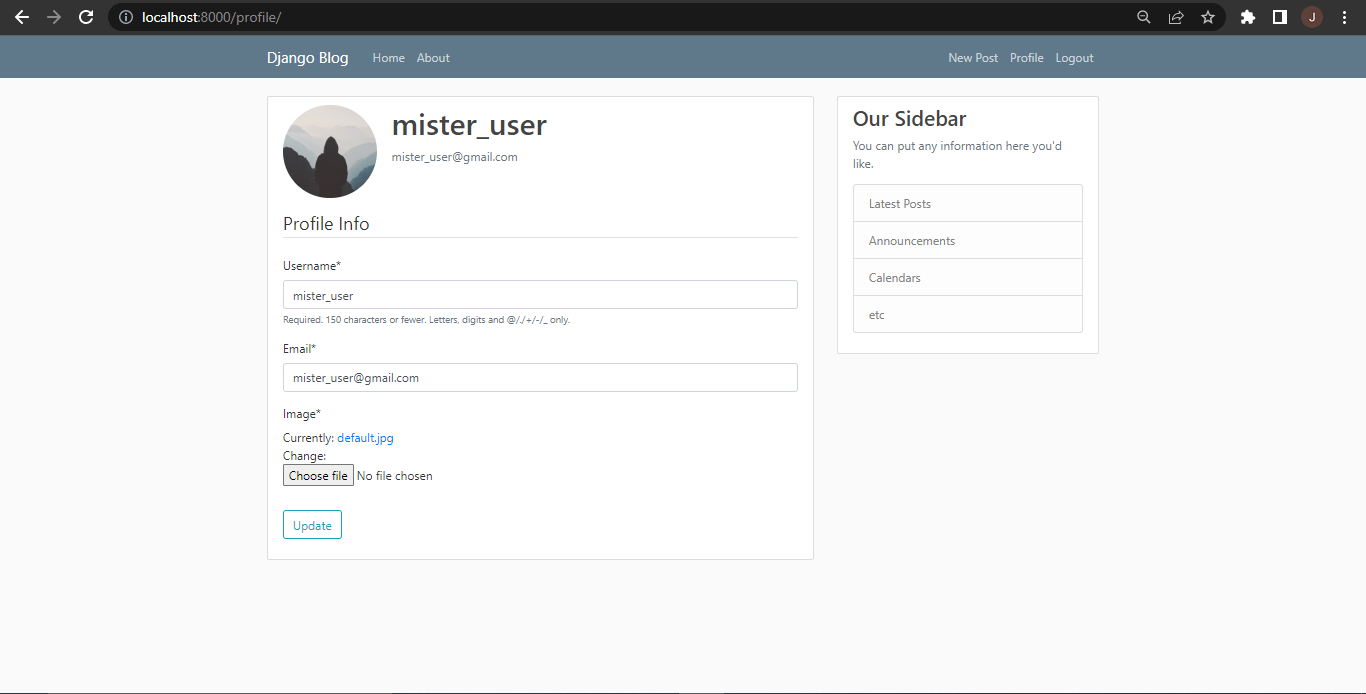 localhost:8000/profile/
J
Django Blog Home About New Post Profile Logout
mister_user
mister_user@gmail.com
Profile Info
Username*
mister_user
Required. 150 characters or fewer. Letters, digits and @/./+/-/_ only.
Email*
mister_user@gmail.com
Image*
Currently: default.jpg
Change:
Choose file No file chosen
Update
Our Sidebar
You can put any information here you'd
like.
Latest Posts
Announcements
Calendars
etc